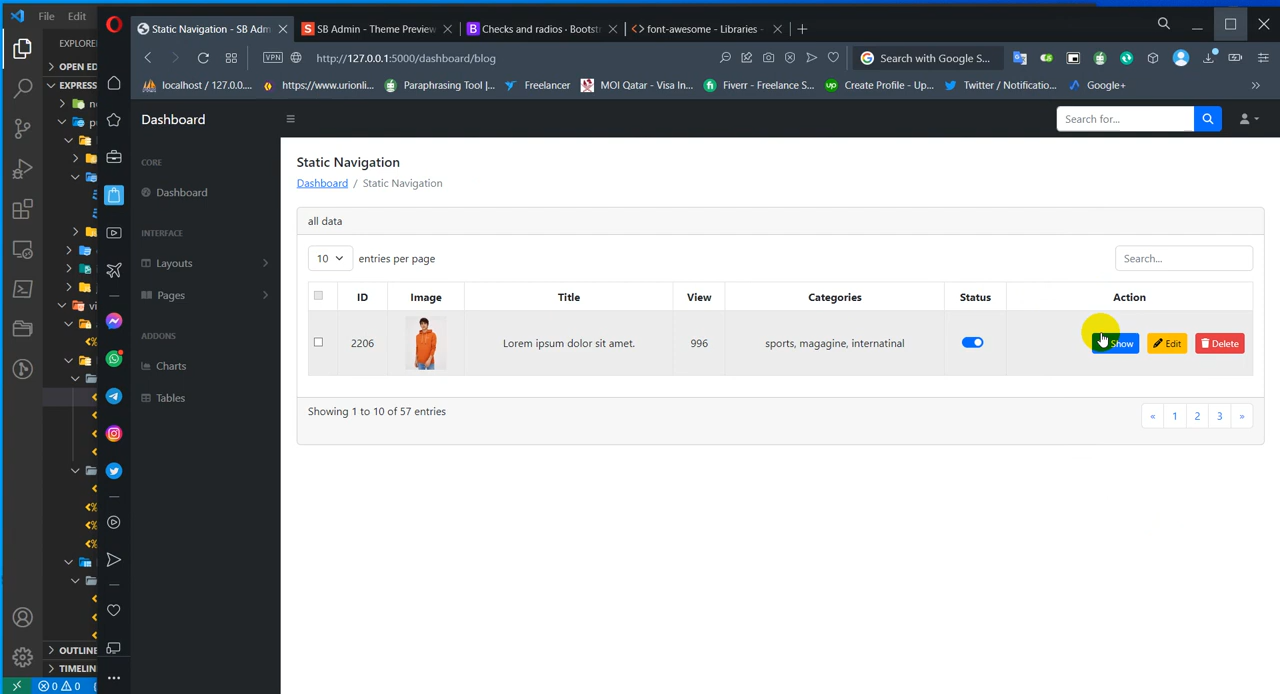 File Edit
Static Navigation - SB Adm
SB Admin - Theme Preview
Checks and radios · Bootst
font-awesome - Libraries -
EXPLORE
VPN
http://127.0.0.1:5000/dashboard/blog
Search with Google S...
OPEN ED
EXPRESS
localhost / 127.0.0....
https://www.urionli...
Paraphrasing Tool |...
Freelancer
MOI Qatar - Visa In...
Fiverr - Freelance S...
Create Profile - Up...
Twitter / Notificatio...
Google+
Dashboard
Search for...
CORE
Dashboard
INTERFACE
Layouts
Pages
ADDONS
Charts
Tables
Static Navigation
Dashboard / Static Navigation
all data
10
entries per page
Search...
ID
Image
Title
View
Categories
Status
Action
2206
Lorem ipsum dolor sit amet.
996
sports, magagine, internatinal
Show
Edit
Delete
Showing 1 to 10 of 57 entries
« 1 2 3 »
OUTLINE
TIMELIN
0 0